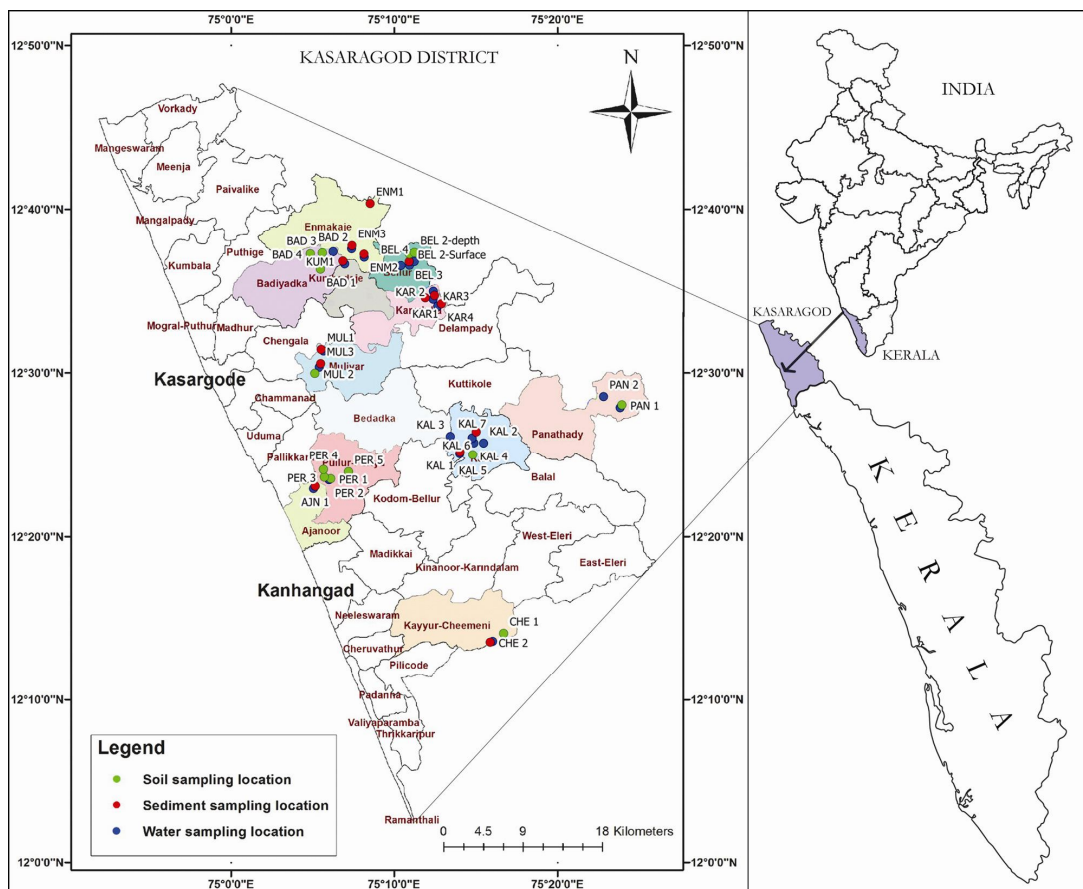 75°0'0"E
75°10'0"E
75°20'0"E
12°50'0"N
12°50'0"N
KASARAGOD DISTRICT
N
INDIA
Vorkady
Mangeswaram
Meenja
Paivalike
ENM1
12°40'0"N
12°40'0"N
Mangalpady
Enmakaje
Puthige
BAD 3
BAD 2
ENM3
BEL 4
BEL 2-depth
BEL 2-Surface
BAD 4
KUM1
ENM2
BEL 3
Kumbala
Badiyadka
BAD 1
KAR 2
KAR3
KAR1
KAR4
Mogral-Puthur
Madhur
Delampady
KASARAGOD
KERALA
Chengala
MUL1
MUL3
Muliyar
MUL 2
Kasargode
12°30'0"N
12°30'0"N
Kuttikole
PAN 2
PAN 1
Chammanad
Bedadka
KAL 3
KAL 7
KAL 2
Panathady
Uduma
KAL 6
Pallikkar
PER 4
PER 5
KAL 1
KAL 4
KAL 5
Balal
PER 3
PER 1
PER 2
AJN 1
Kodom-Bellur
Ajanoor
12°20'0"N
12°20'0"N
West-Eleri
Madikkai
Kinanoor-Karindalam
East-Eleri
Kanhangad
Neeleswaram
Kayyur-Cheemeni
CHE 1
CHE 2
Cheruvathur
Pilicode
Padanha
12°10'0"N
12°10'0"N
Valiyaparamba
Thrikkaripur
Legend
Soil sampling location
Sediment sampling location
Water sampling location
Ramanthali
0 4.5 9 18 Kilometers
12°0'0"N
12°0'0"N
75°0'0"E
75°10'0"E
75°20'0"E
KERALA